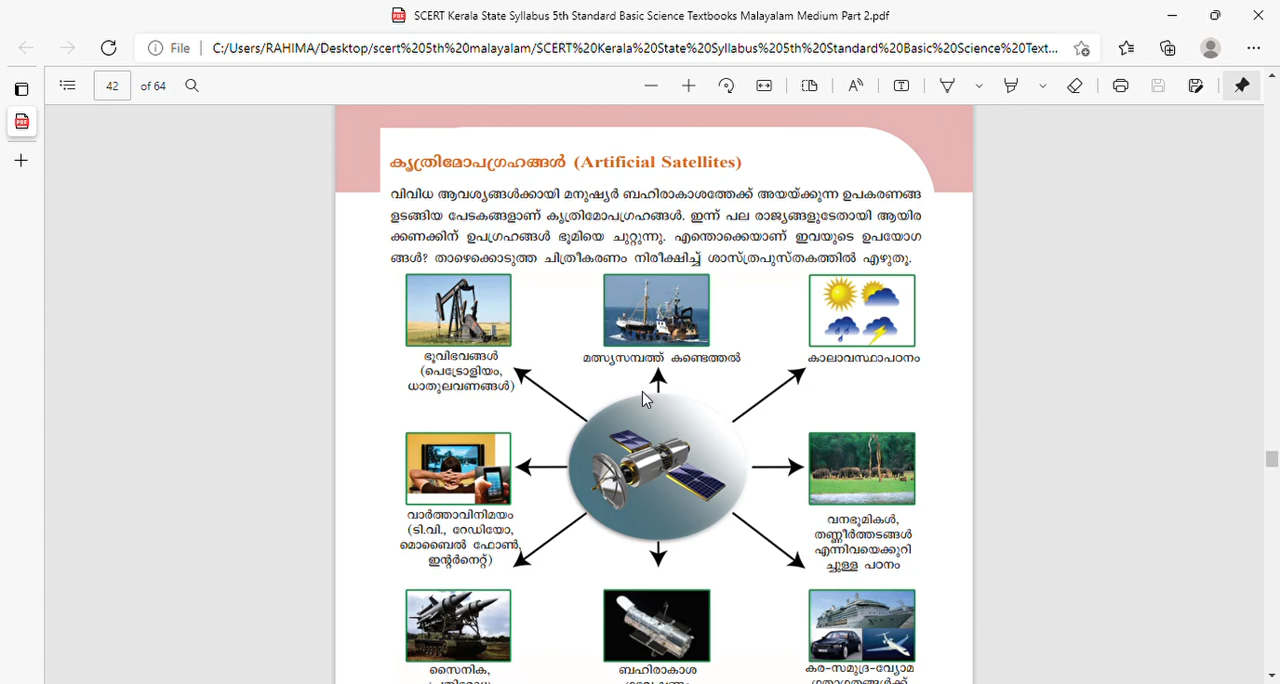 SCERT Kerala State Syllabus 5th Standard Basic Science Textbooks Malayalam Medium Part 2.pdf
File
C:/Users/RAHIMA/Desktop/scert%205th%20malayalam/SCERT%20Kerala%20State%20Syllabus%205th%20Standard%20Basic%20Science%20Text...
42 of 64
കൃത്രിമോപഗ്രഹങ്ങൾ (Artificial Satellites)
വിവിധ ആവശ്യങ്ങൾക്കായി മനുഷ്യർ ബഹിരാകാശത്തേക്ക് അയയ്ക്കുന്ന ഉപകരണങ്ങ
ളടങ്ങിയ പേടകങ്ങളാണ് കൃത്രിമോപഗ്രഹങ്ങൾ. ഇന്ന് പല രാജ്യങ്ങളുടേതായി ആയിര
ക്കണക്കിന് ഉപഗ്രഹങ്ങൾ ഭൂമിയെ ചുറ്റുന്നു. എന്തൊക്കെയാണ് ഇവയുടെ ഉപയോഗ
ങ്ങൾ? താഴെക്കൊടുത്ത ചിത്രീകരണം നിരീക്ഷിച്ച് ശാസ്ത്രപുസ്തകത്തിൽ എഴുതൂ.
ഭൂവിഭവങ്ങൾ
(പെട്രോളിയം,
ധാതുലവണങ്ങൾ)
മത്സ്യസമ്പത്ത് കണ്ടെത്തൽ
കാലാവസ്ഥാപഠനം
വാർത്താവിനിമയം
(ടി.വി., റേഡിയോ,
മൊബൈൽ ഫോൺ,
ഇന്റർനെറ്റ്)
വനഭൂമികൾ,
തണ്ണീർത്തടങ്ങൾ
എന്നിവയെക്കുറി
ച്ചുള്ള പഠനം
സൈനിക,
ബഹിരാകാശ
കര-സമുദ്ര-വ്യോമ